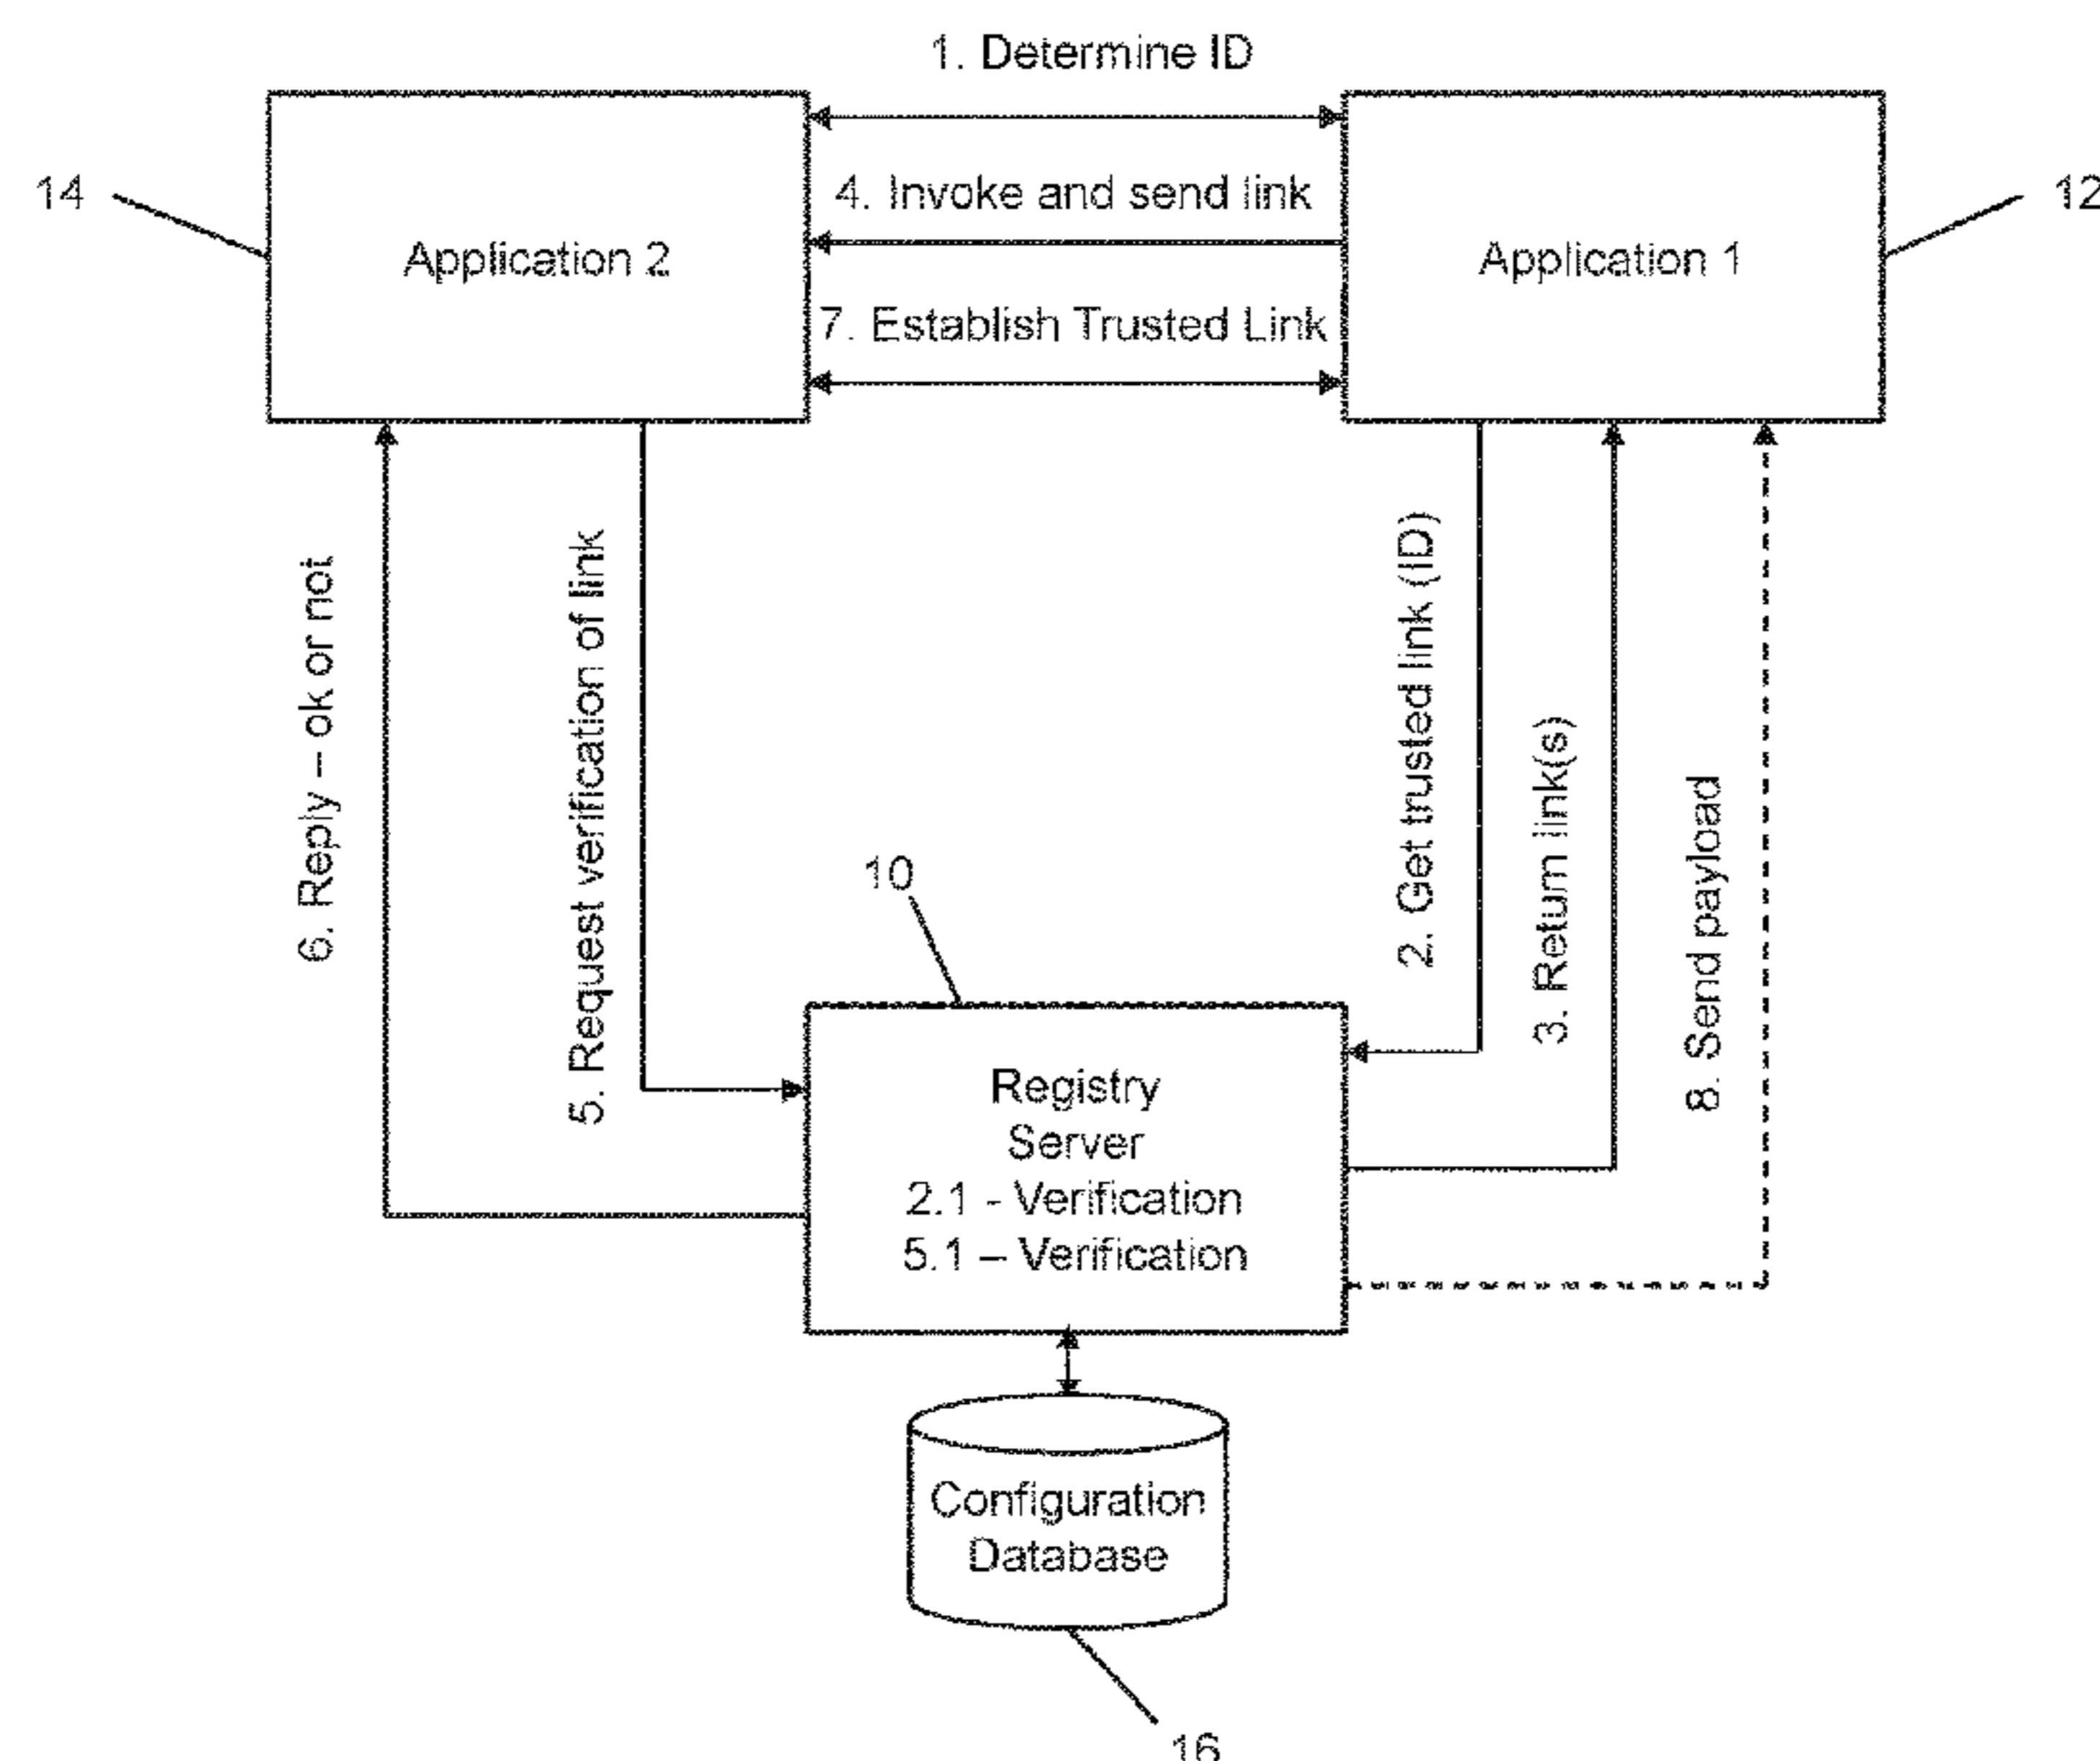 1. Determine ID
14
Application 2
4. Invoke and send link
7. Establish Trusted Link
Application 1
12
6. Reply – ok or not
5. Request verification of link
2. Get trusted link (ID)
3. Return link(s)
8. Send payload
10
Registry
Server
2.1 - Verification
5.1 – Verification
Configuration
Database
16